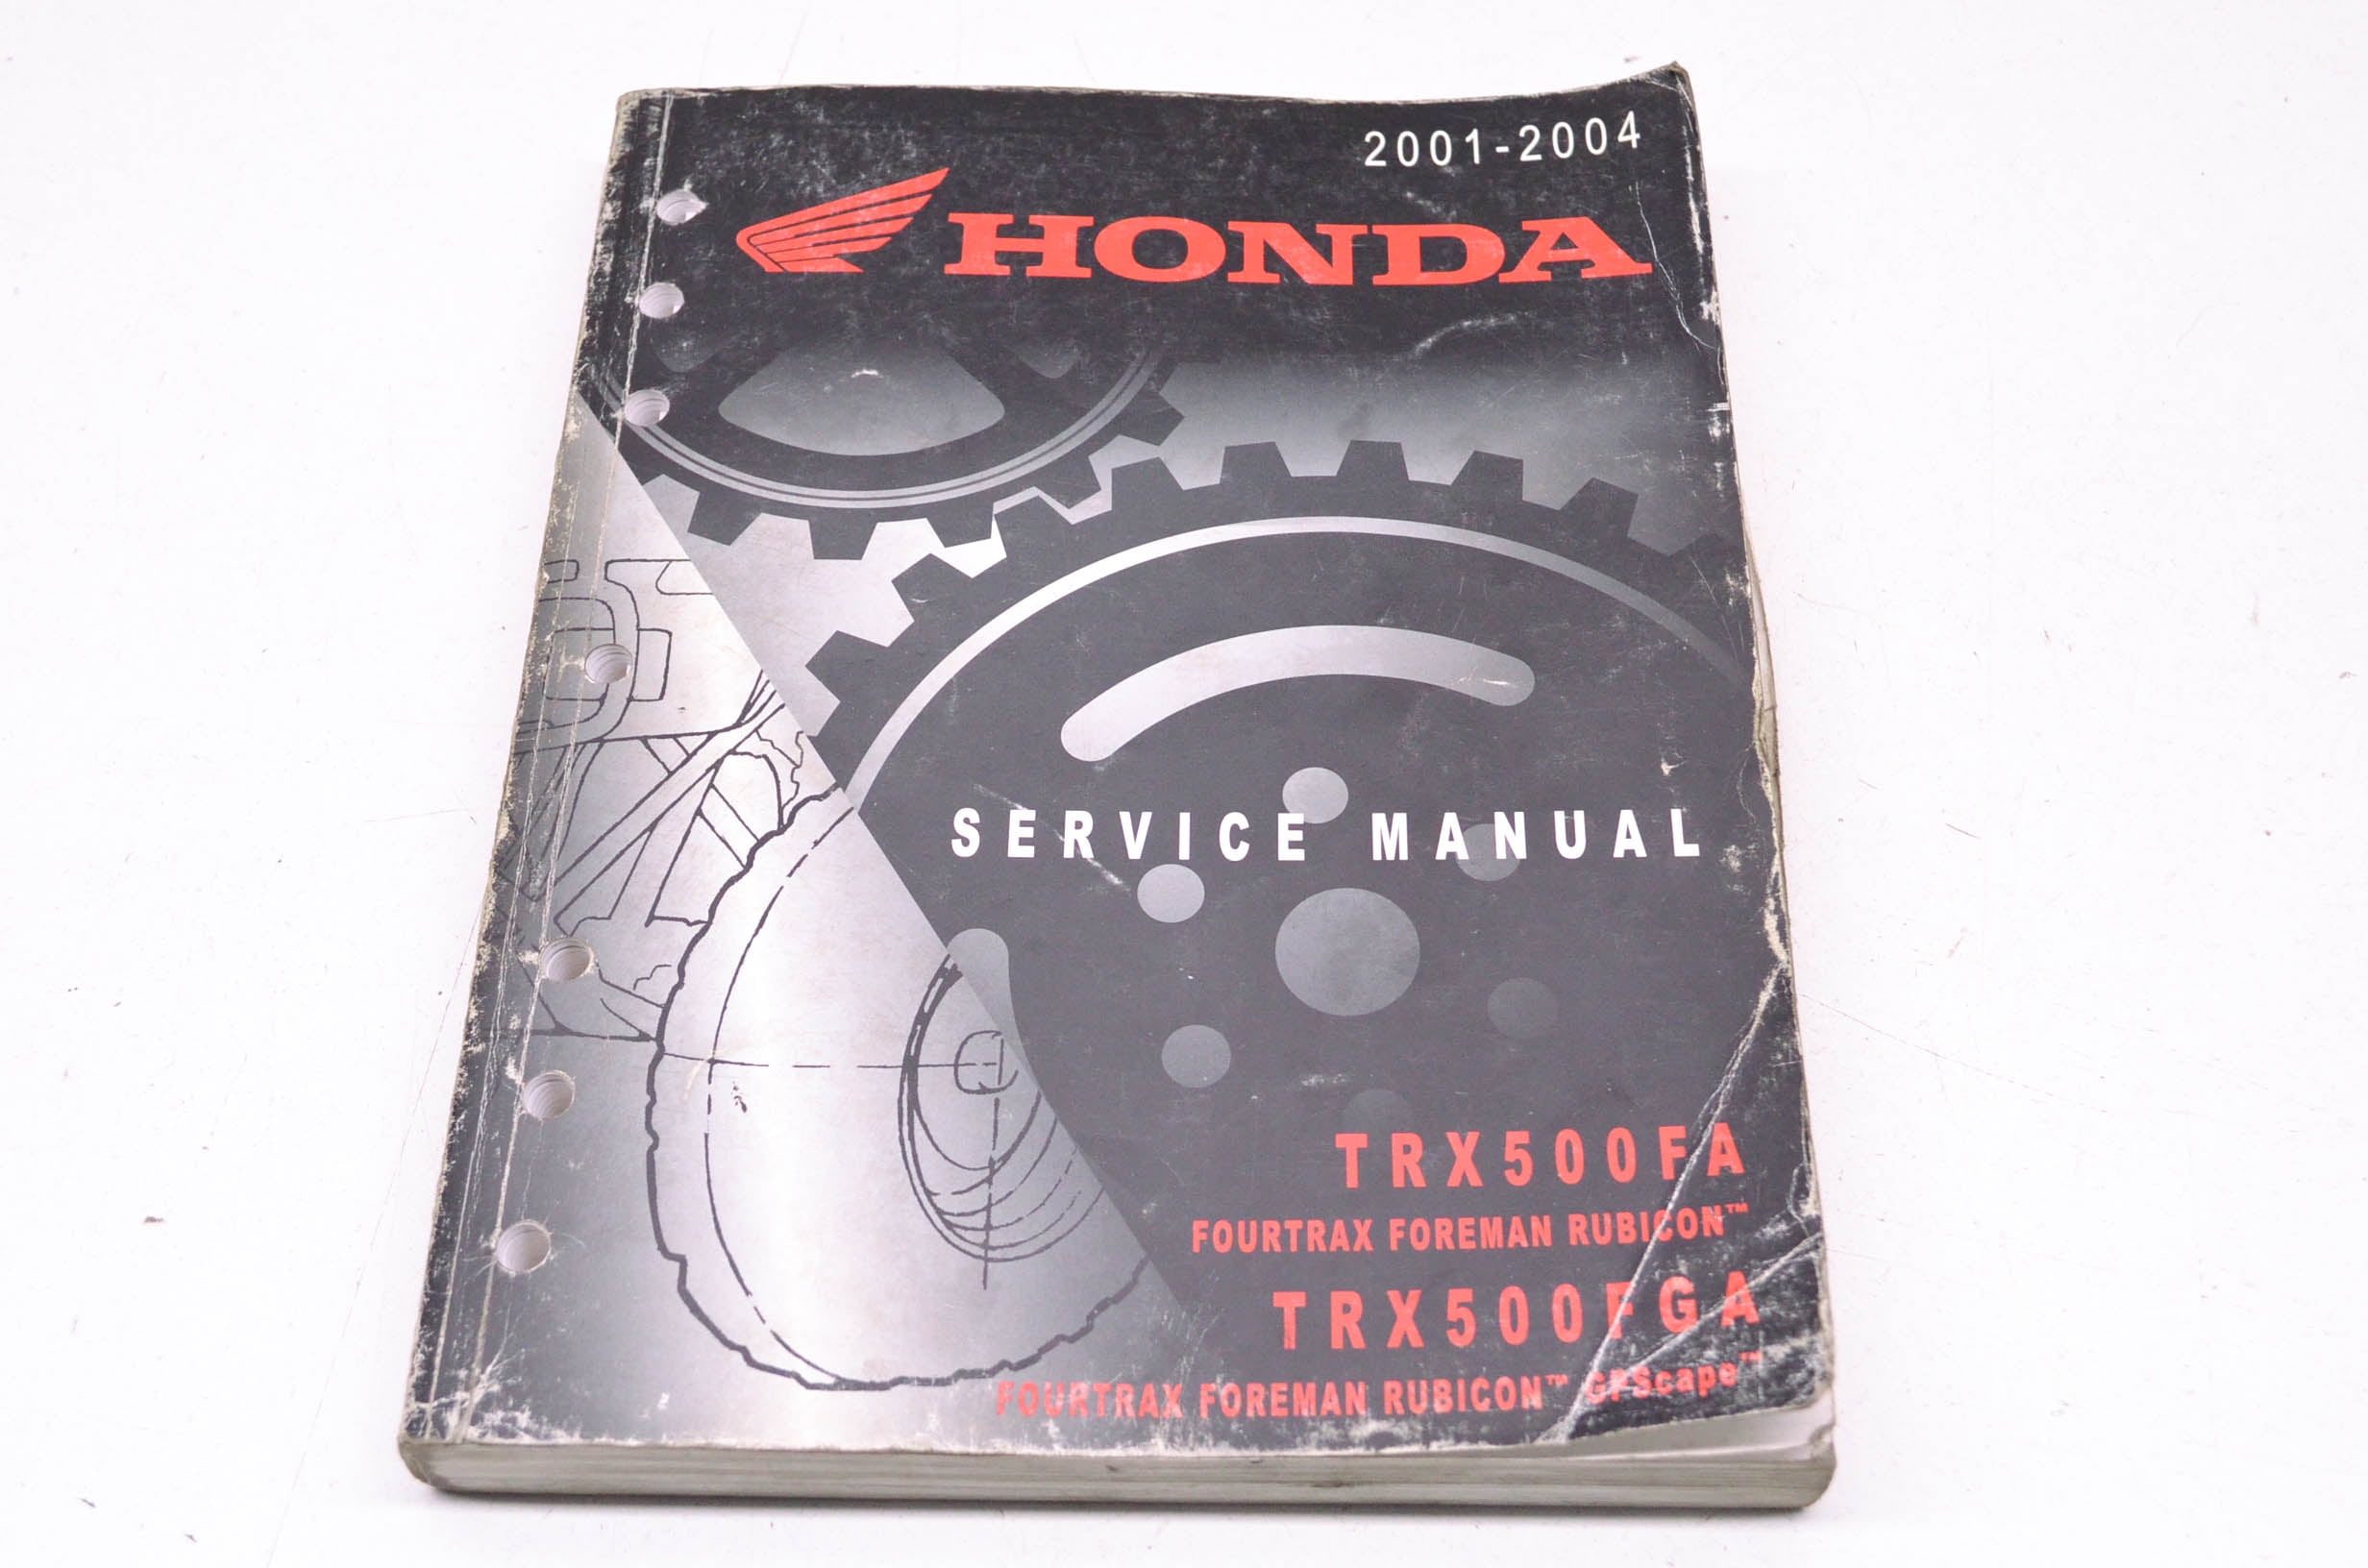 2001-2004
HONDA
SERVICE MANUAL
TRX500FA
FOURTRAX FOREMAN RUBICON™
TRX500FGA
FOURTRAX FOREMAN RUBICON™ GPScape™